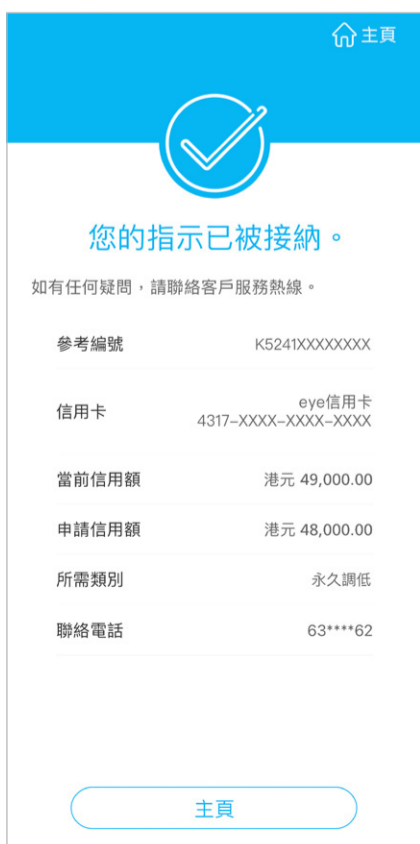 主頁
您的指示已被接納。
如有任何疑問，請聯絡客戶服務熱線。
參考編號 K5241XXXXXXXX
信用卡 eye信用卡
4317-XXXX-XXXX-XXXX
當前信用額 港元 49,000.00
申請信用額 港元 48,000.00
所需類別 永久調低
聯絡電話 63****62
主頁